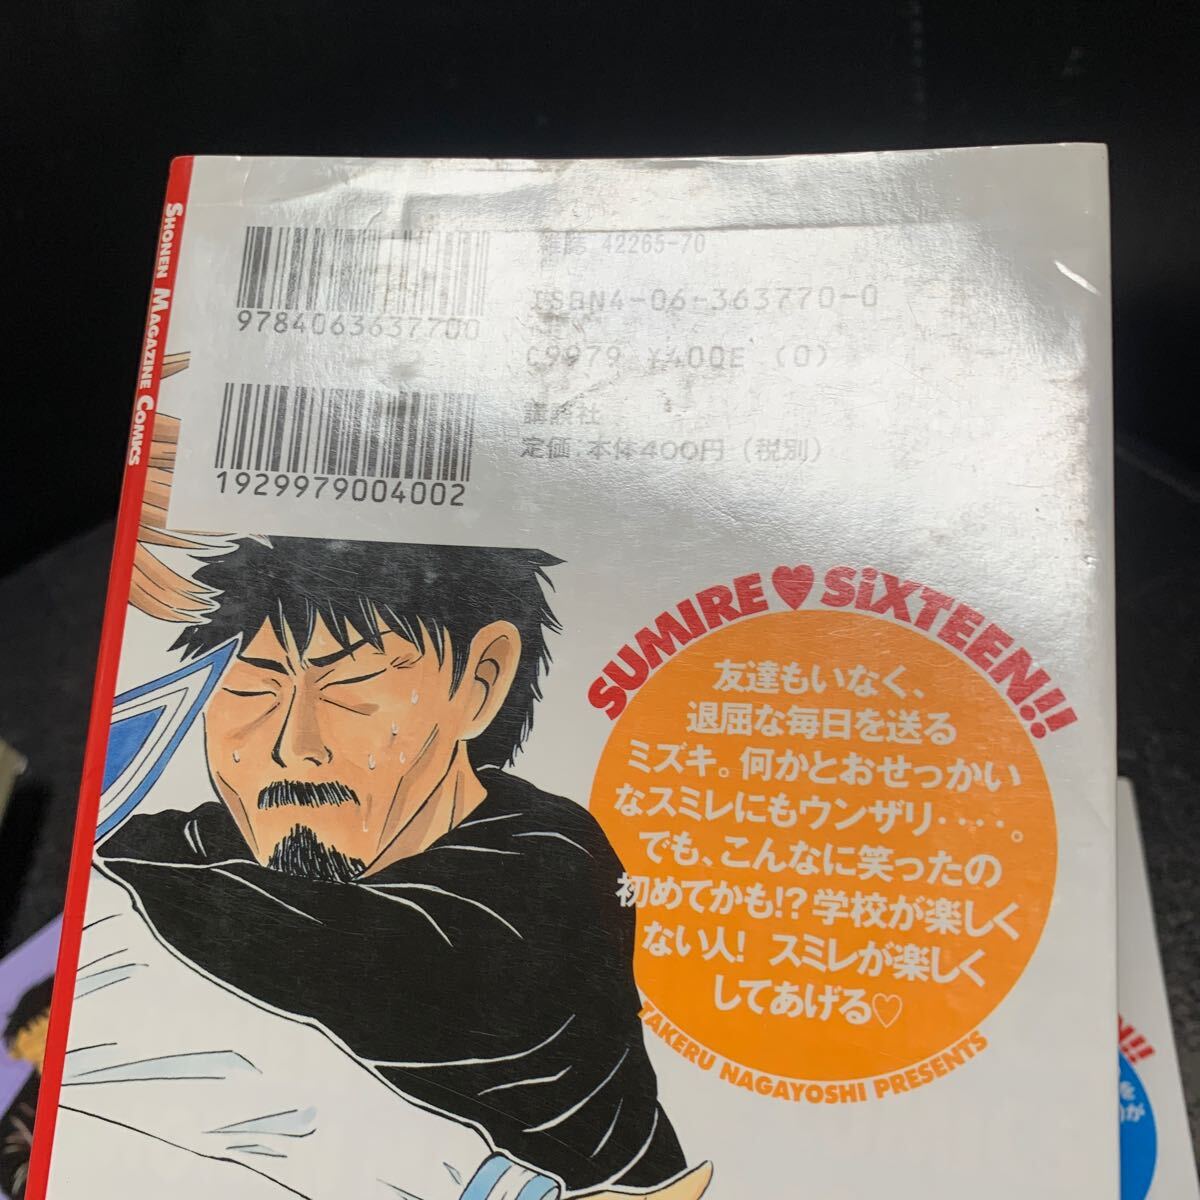 SHONEN MAGAZINE COMICS
雑誌 42265-70
ISBN4-06-363770-0
9784063637700
C9979 ¥400E (0)
講談社
定価:本体400円(税別)
1929979004002
SUMIRE♥SiXTEEN!!
友達もいなく、
退屈な毎日を送る
ミズキ。何かとおせっかい
なスミレにもウンザリ‥‥。
でも、こんなに笑ったの
初めてかも!?学校が楽しく
ない人! スミレが楽しく
してあげる♡
TAKERU NAGAYOSHI PRESENTS